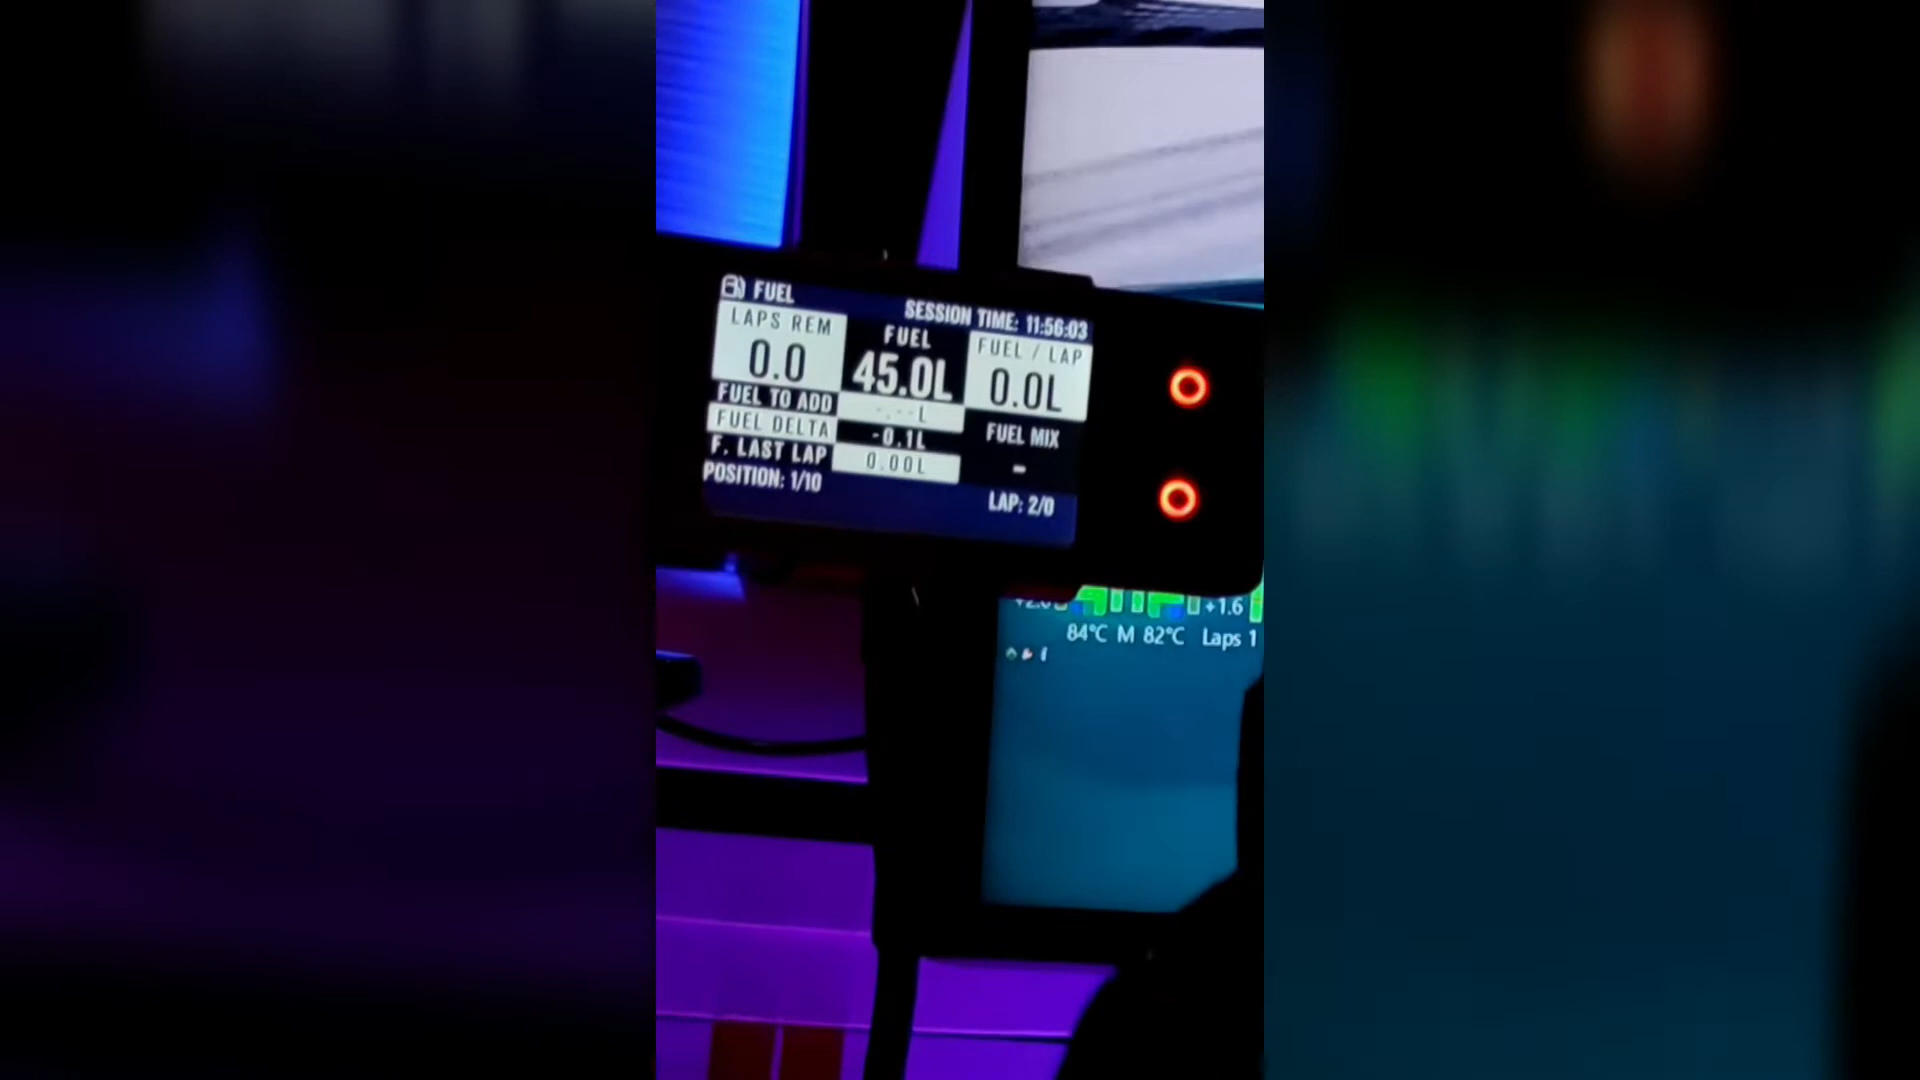 FUEL
SESSION TIME: 11:56:03
LAPS REM
0.0
FUEL
45.0L
FUEL / LAP
0.0L
FUEL TO ADD
-.--L
FUEL DELTA
-0.1L
FUEL MIX
-
F. LAST LAP
0.00L
POSITION: 1/10
LAP: 2/0
+1.6
84°C M 82°C Laps 1